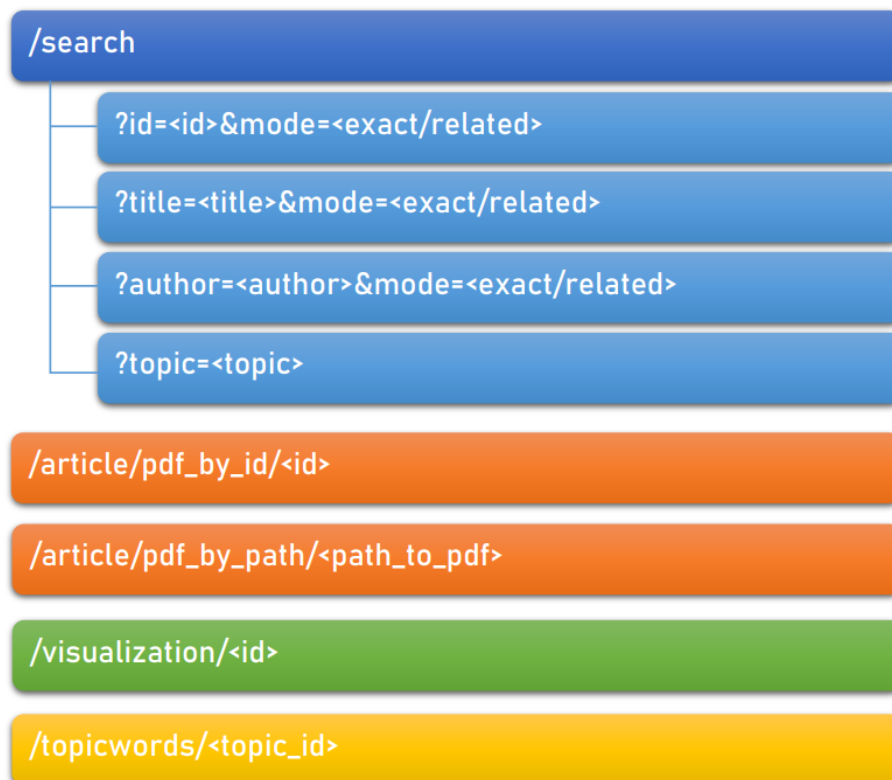 /search
?id=<id>&mode=<exact/related>
?title=<title>&mode=<exact/related>
?author=<author>&mode=<exact/related>
?topic=<topic>
/article/pdf_by_id/<id>
/article/pdf_by_path/<path_to_pdf>
/visualization/<id>
/topicwords/<topic_id>